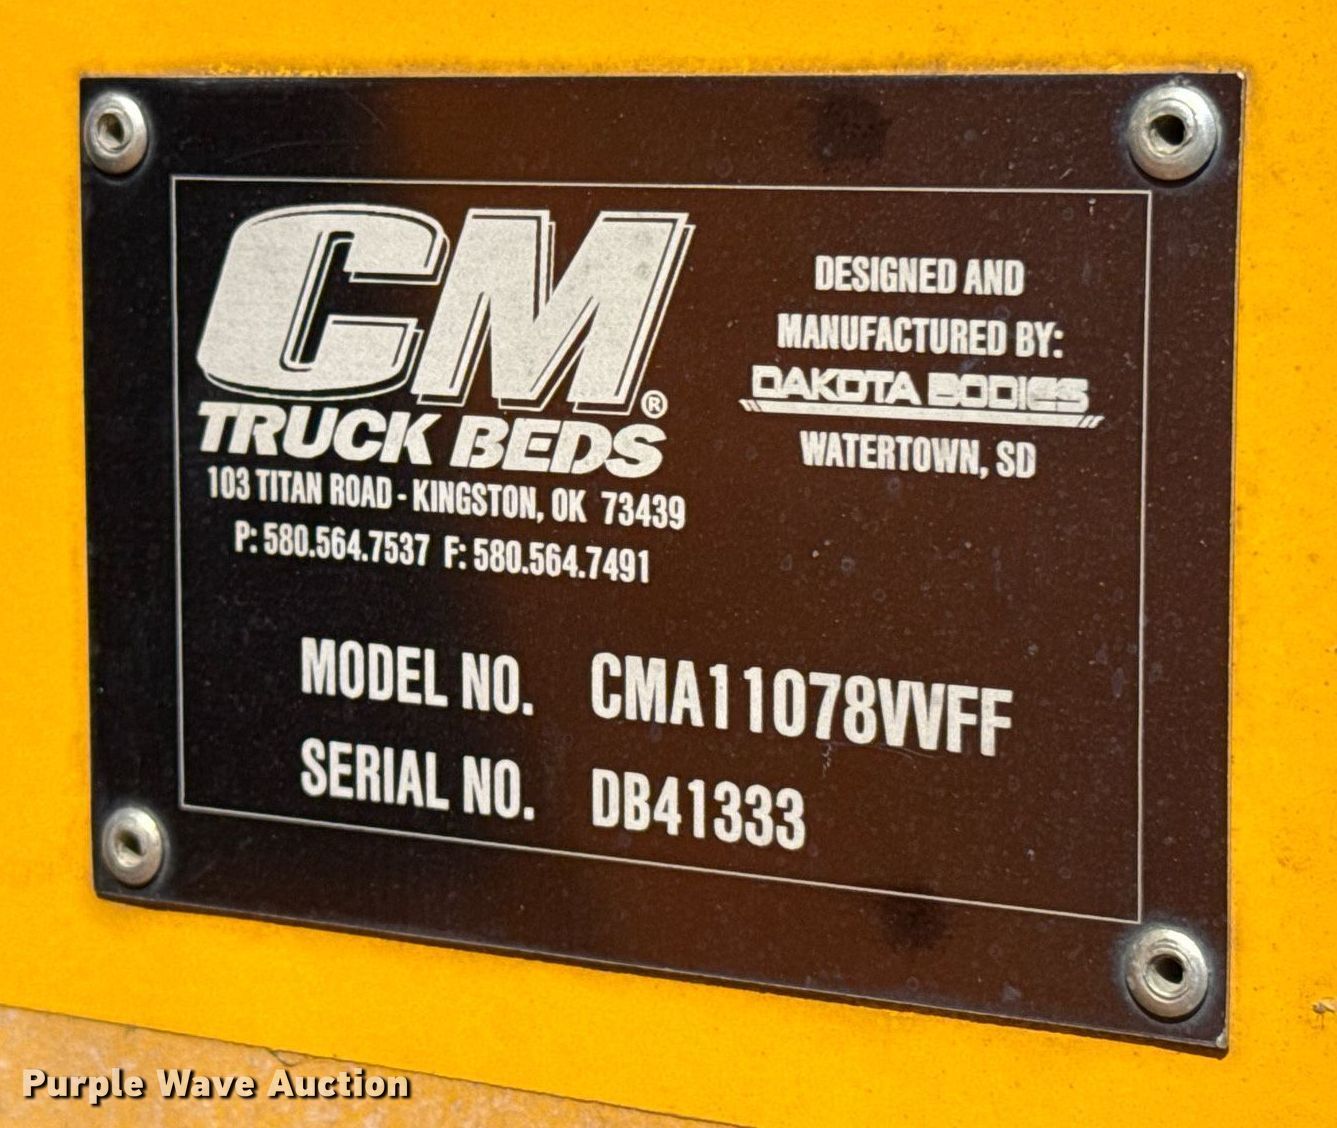 CM®
TRUCK BEDS
103 TITAN ROAD - KINGSTON, OK 73439
P: 580.564.7537 F: 580.564.7491
DESIGNED AND
MANUFACTURED BY:
DAKOTA BODIES
WATERTOWN, SD
MODEL NO. CMA11078VVFF
SERIAL NO. DB41333
Purple Wave Auction